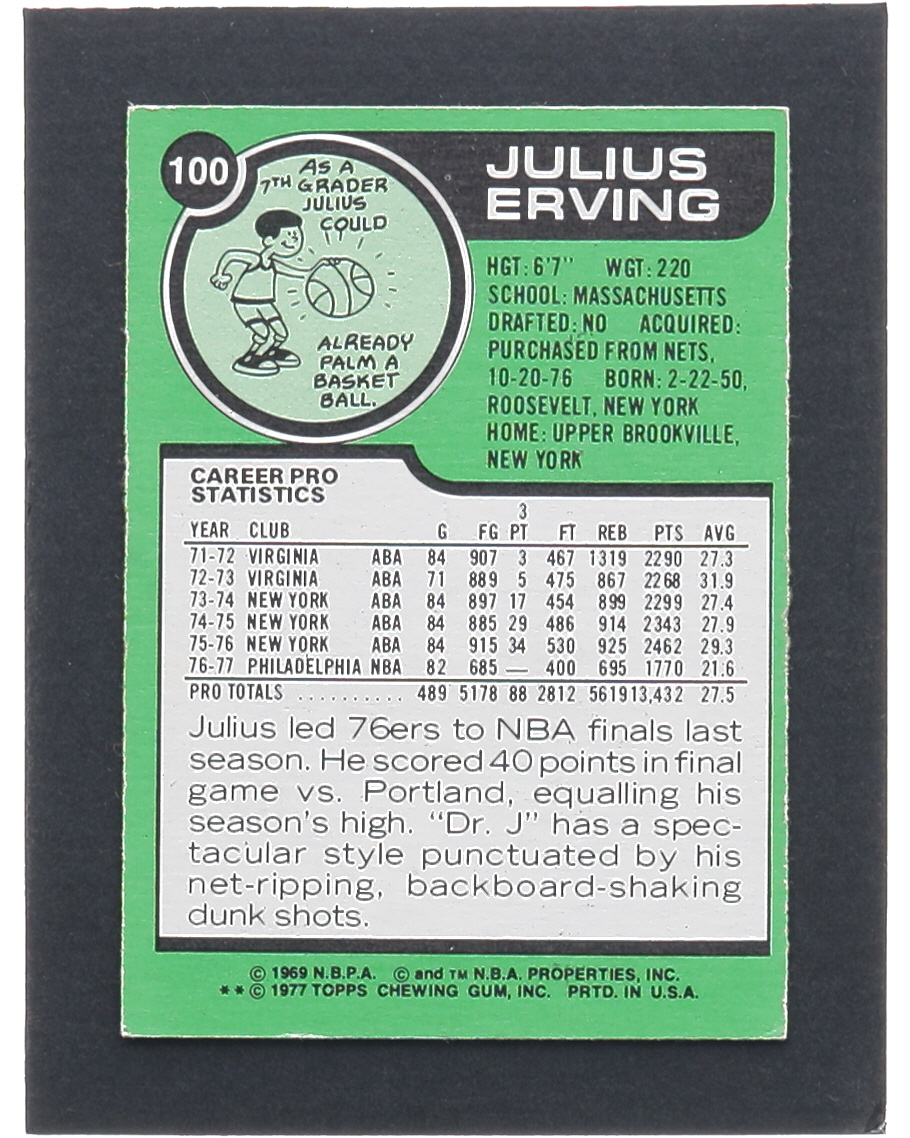 100
AS A
7TH GRADER
JULIUS
COULD
ALREADY
PALM A
BASKET
BALL.
JULIUS
ERVING
HGT: 6'7" WGT: 220
SCHOOL: MASSACHUSETTS
DRAFTED: NO ACQUIRED:
PURCHASED FROM NETS,
10-20-76 BORN: 2-22-50,
ROOSEVELT, NEW YORK
HOME: UPPER BROOKVILLE,
NEW YORK
CAREER PRO
STATISTICS
YEAR CLUB G FG 3 PT FT REB PTS AVG
71-72 VIRGINIA ABA 84 907 3 467 1319 2290 27.3
72-73 VIRGINIA ABA 71 889 5 475 867 2268 31.9
73-74 NEW YORK ABA 84 897 17 454 899 2299 27.4
74-75 NEW YORK ABA 84 885 29 486 914 2343 27.9
75-76 NEW YORK ABA 84 915 34 530 925 2462 29.3
76-77 PHILADELPHIA NBA 82 685 — 400 695 1770 21.6
PRO TOTALS .......... 489 5178 88 2812 5619 13,432 27.5
Julius led 76ers to NBA finals last
season. He scored 40 points in final
game vs. Portland, equalling his
season's high. "Dr. J" has a spec-
tacular style punctuated by his
net-ripping, backboard-shaking
dunk shots.
© 1969 N.B.P.A. © and TM N.B.A. PROPERTIES, INC.
** © 1977 TOPPS CHEWING GUM, INC. PRTD. IN U.S.A.